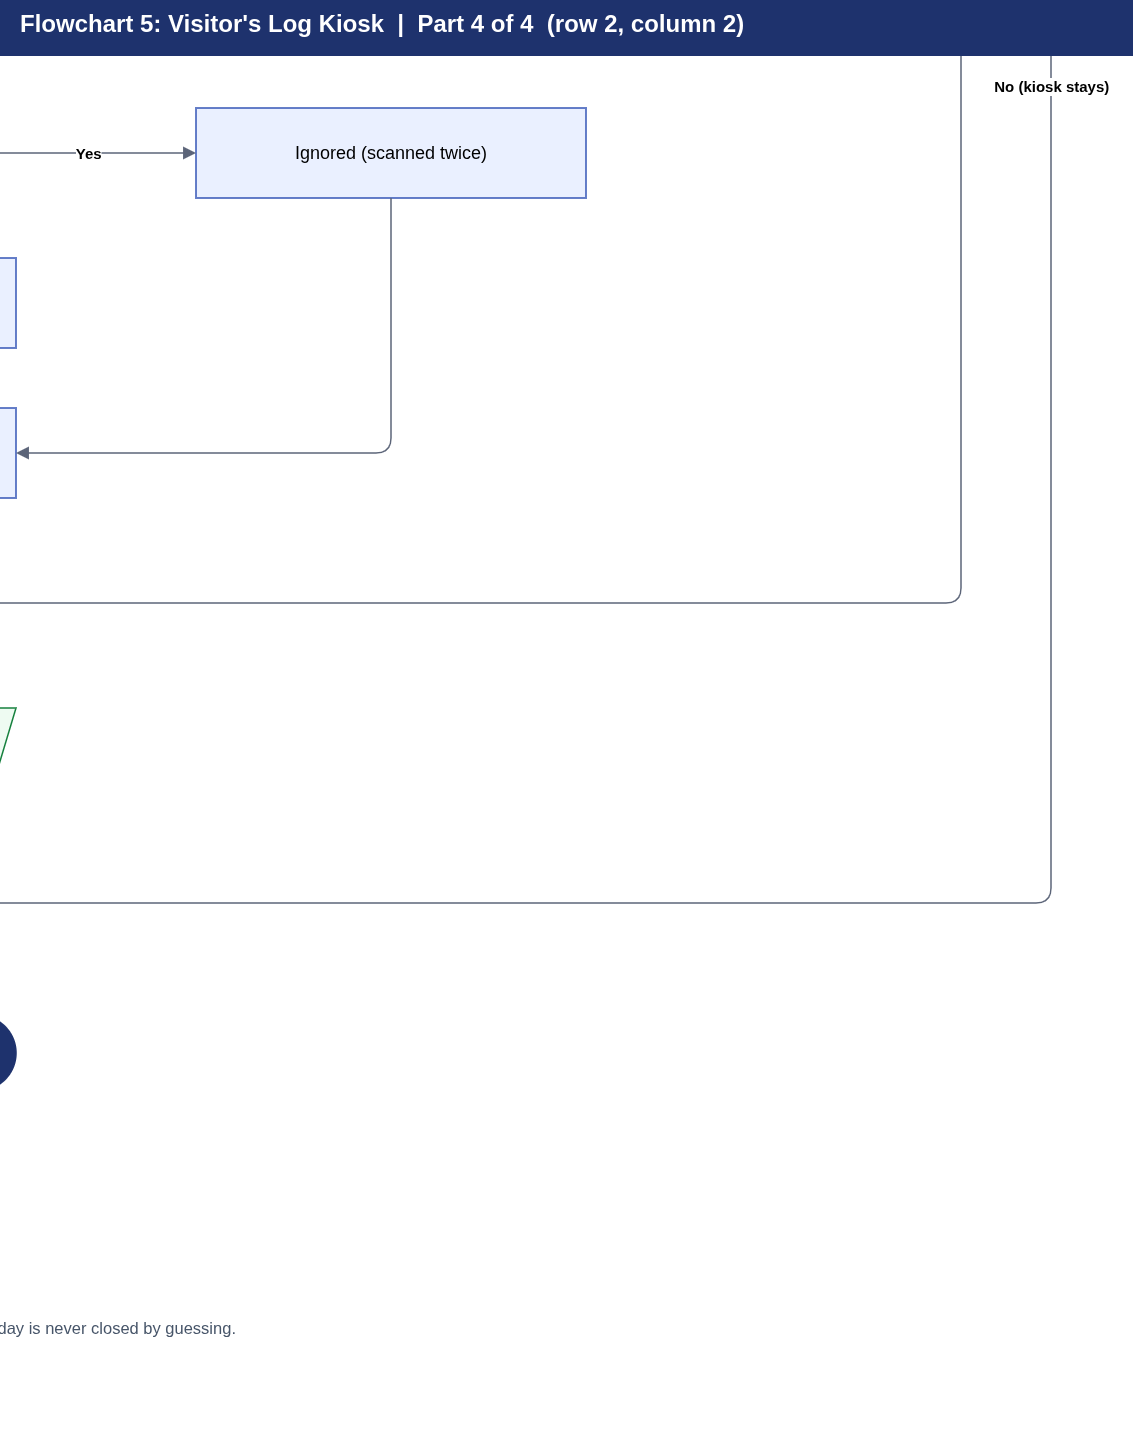 Flowchart 5: Visitor's Log Kiosk | Part 4 of 4 (row 2, column 2)
No (kiosk stays)
Yes
Ignored (scanned twice)
day is never closed by guessing.